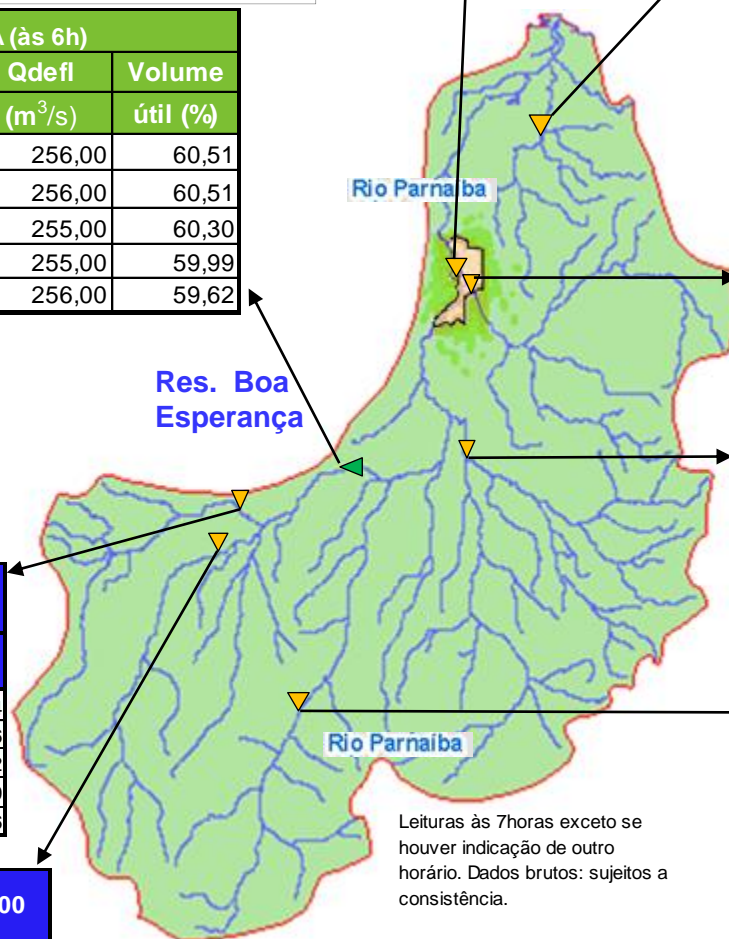 (às 6h)
Qdefl Volume
(m³/s) útil (%)
256,00 60,51
256,00 60,51
255,00 60,30
255,00 59,99
256,00 59,62
Rio Parnaíba
Res. Boa
Esperança
Rio Parnaíba
Leituras às 7horas exceto se
houver indicação de outro
horário. Dados brutos: sujeitos a
consistência.
00